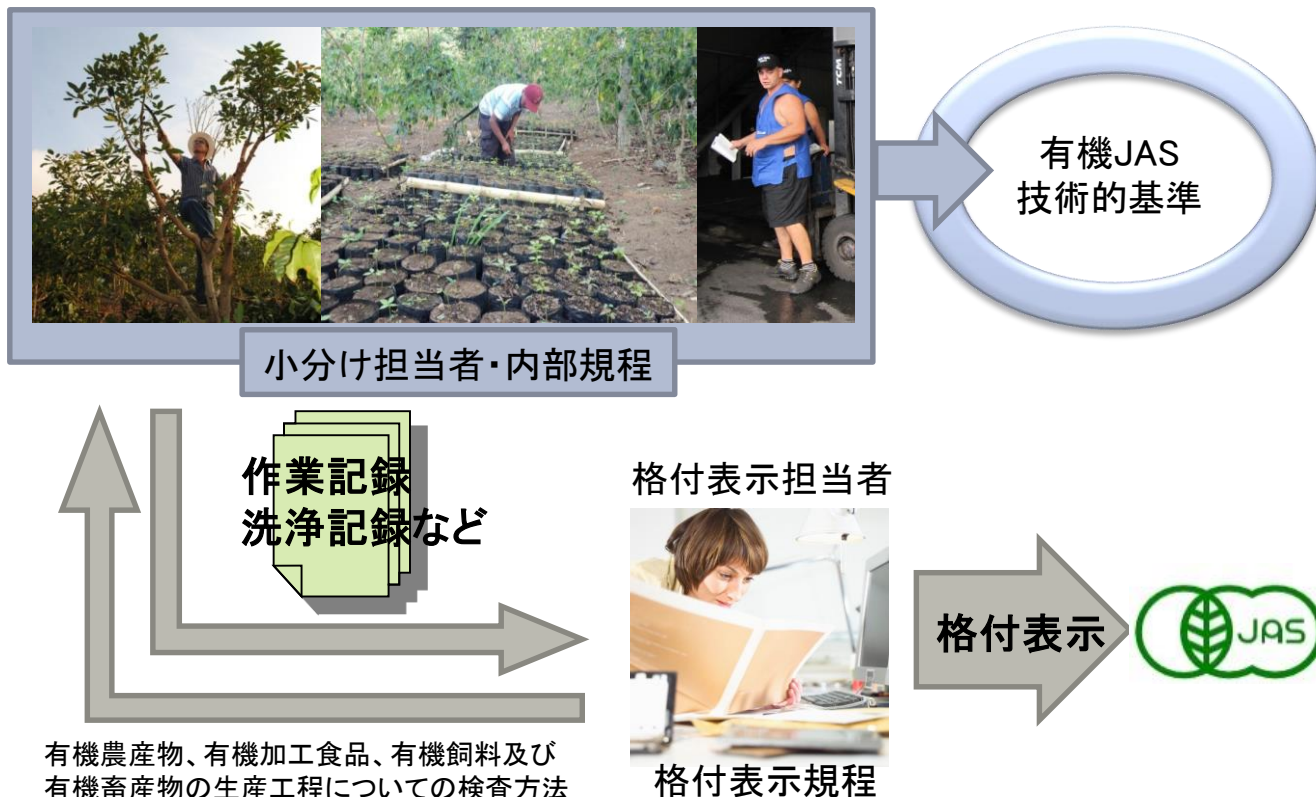 TCM
有機JAS
技術的基準
小分け担当者・内部規程
作業記録
洗浄記録など
格付表示担当者
格付表示
JAS
有機農産物、有機加工食品、有機飼料及び
有機畜産物の生産工程についての検査方法
格付表示規程